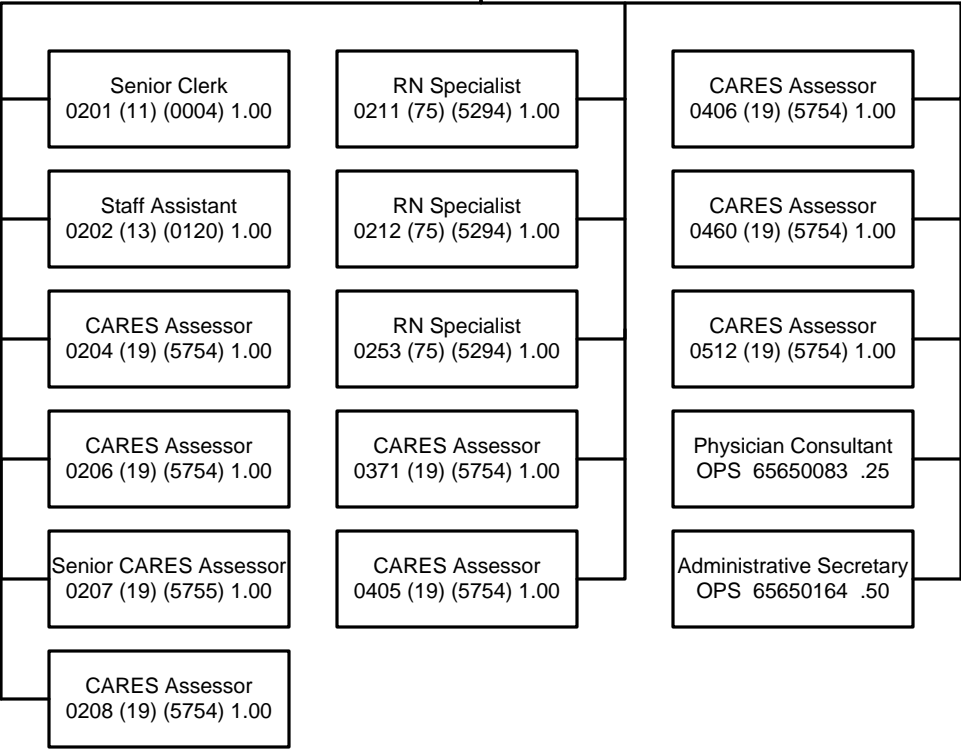 Senior Clerk
0201 (11) (0004) 1.00
Staff Assistant
0202 (13) (0120) 1.00
CARES Assessor
0204 (19) (5754) 1.00
CARES Assessor
0206 (19) (5754) 1.00
Senior CARES Assessor
0207 (19) (5755) 1.00
CARES Assessor
0208 (19) (5754) 1.00
RN Specialist
0211 (75) (5294) 1.00
RN Specialist
0212 (75) (5294) 1.00
RN Specialist
0253 (75) (5294) 1.00
CARES Assessor
0371 (19) (5754) 1.00
CARES Assessor
0405 (19) (5754) 1.00
CARES Assessor
0406 (19) (5754) 1.00
CARES Assessor
0460 (19) (5754) 1.00
CARES Assessor
0512 (19) (5754) 1.00
Physician Consultant
OPS 65650083 .25
Administrative Secretary
OPS 65650164 .50